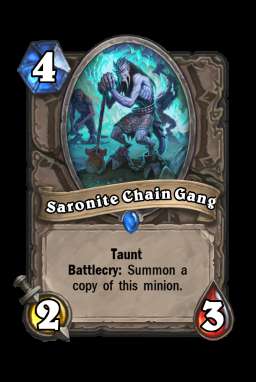 4
Saronite Chain Gang
Taunt
Battlecry: Summon a
copy of this minion.
2
3